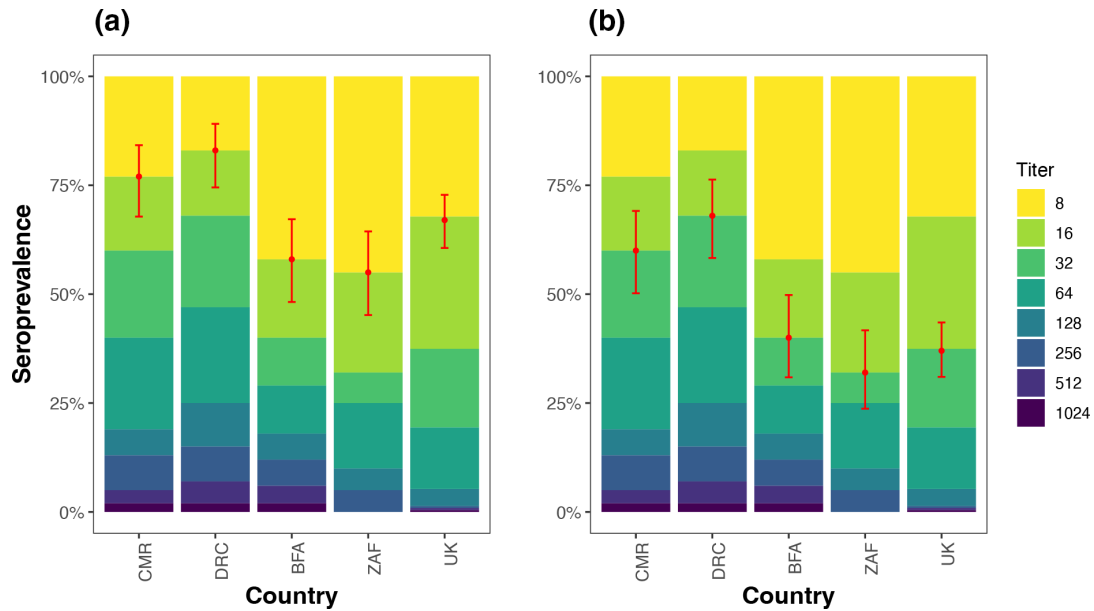 (a)
(b)
Seroprevalence
100%
75%
50%
25%
0%
CMR
DRC
BFA
ZAF
UK
Country
100%
75%
50%
25%
0%
CMR
DRC
BFA
ZAF
UK
Country
Titer
8
16
32
64
128
256
512
1024